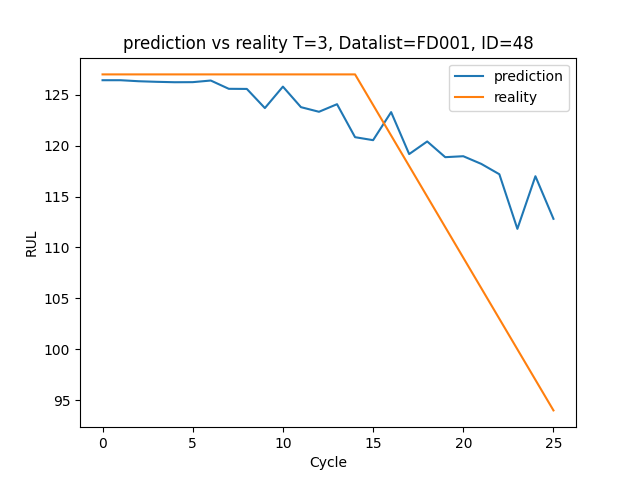 prediction vs reality T=3, Datalist=FD001, ID=48
prediction
reality
RUL
125
120
115
110
105
100
95
0 5 10 15 20 25
Cycle